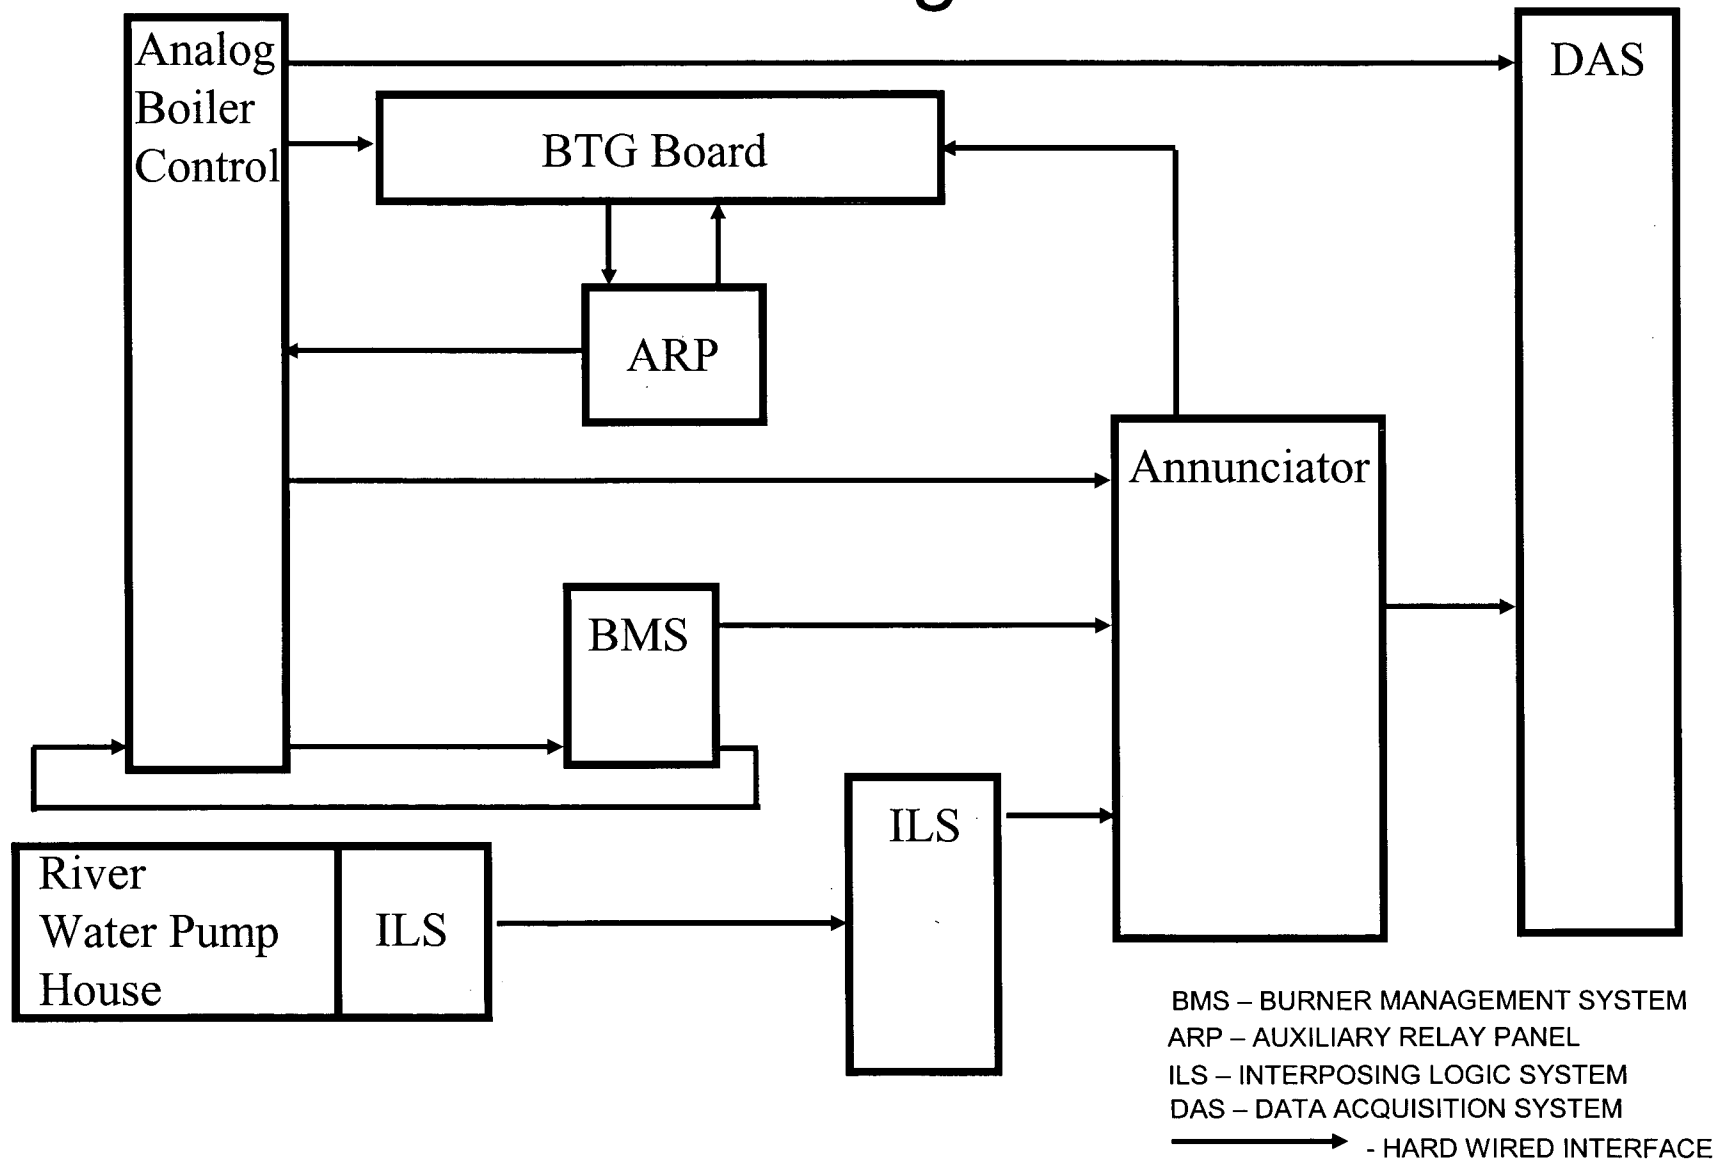 Analog
Boiler
Control
DAS
BTG Board
ARP
Annunciator
BMS
ILS
River
Water Pump
House
ILS
BMS – BURNER MANAGEMENT SYSTEM
ARP – AUXILIARY RELAY PANEL
ILS – INTERPOSING LOGIC SYSTEM
DAS – DATA ACQUISITION SYSTEM
- HARD WIRED INTERFACE